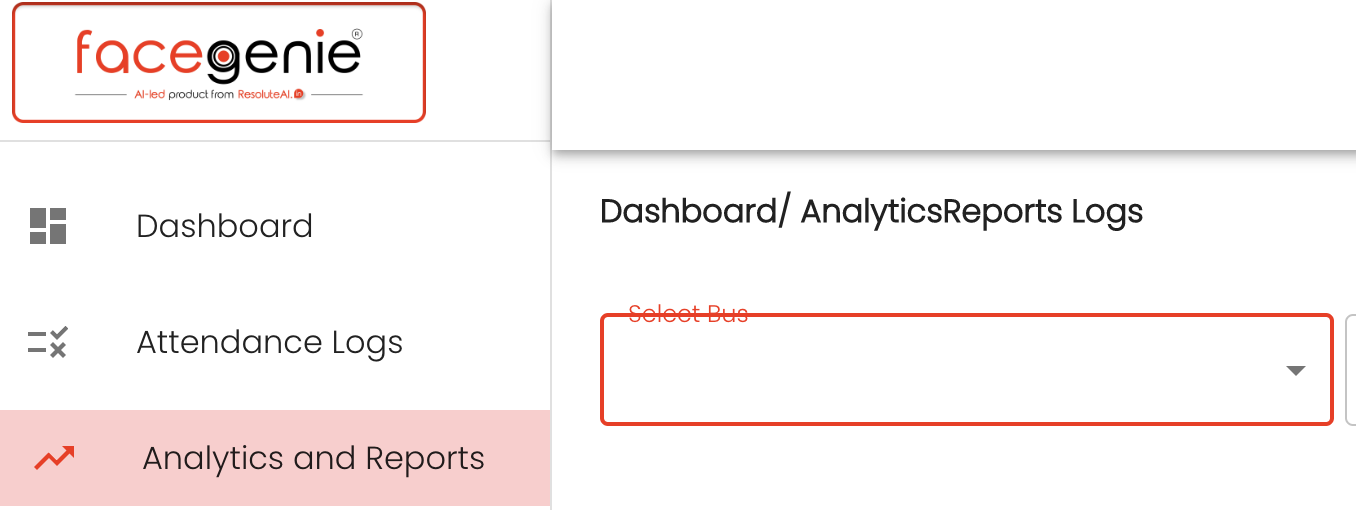 facegenie®
AI-led product from ResoluteAI.in
Dashboard
Attendance Logs
Analytics and Reports
Dashboard/ AnalyticsReports Logs
Select Bus